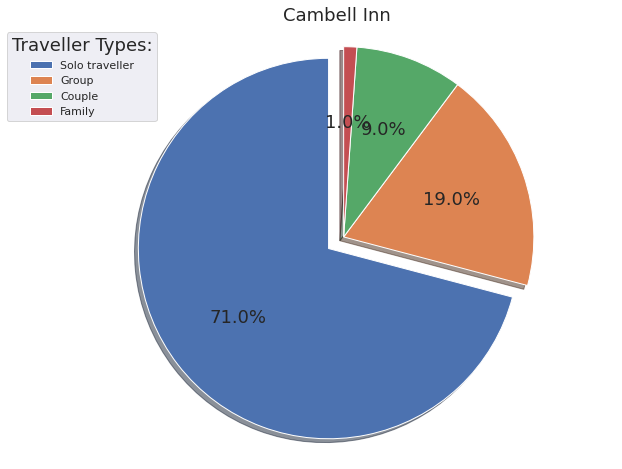 Cambell Inn
Traveller Types:
Solo traveller
Group
Couple
Family
1.0%
9.0%
19.0%
71.0%